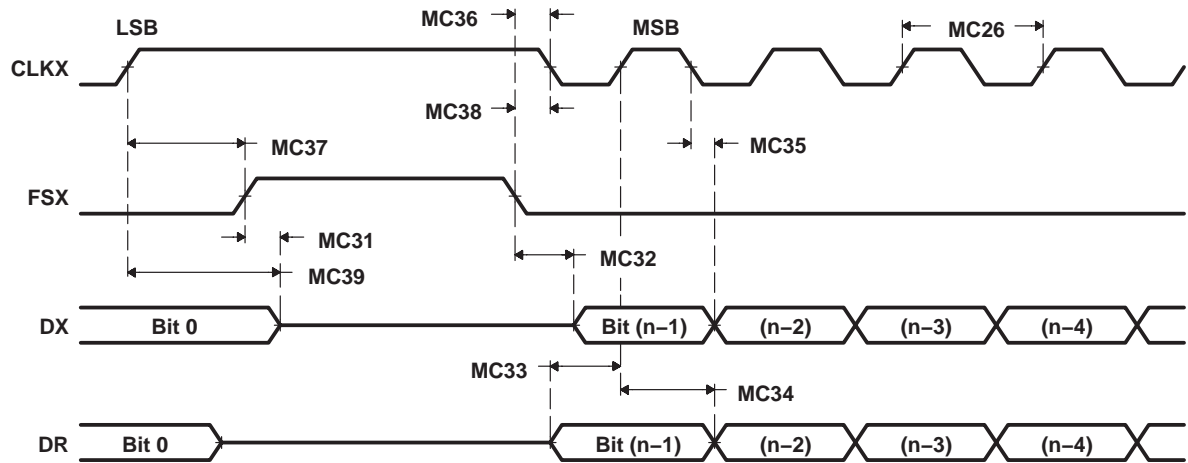 LSB
MC36
MSB
MC26
CLKX
MC38
MC37
MC35
FSX
MC31
MC32
MC39
DX
Bit 0
Bit (n−1)
(n−2)
(n−3)
(n−4)
MC33
MC34
DR
Bit 0
Bit (n−1)
(n−2)
(n−3)
(n−4)